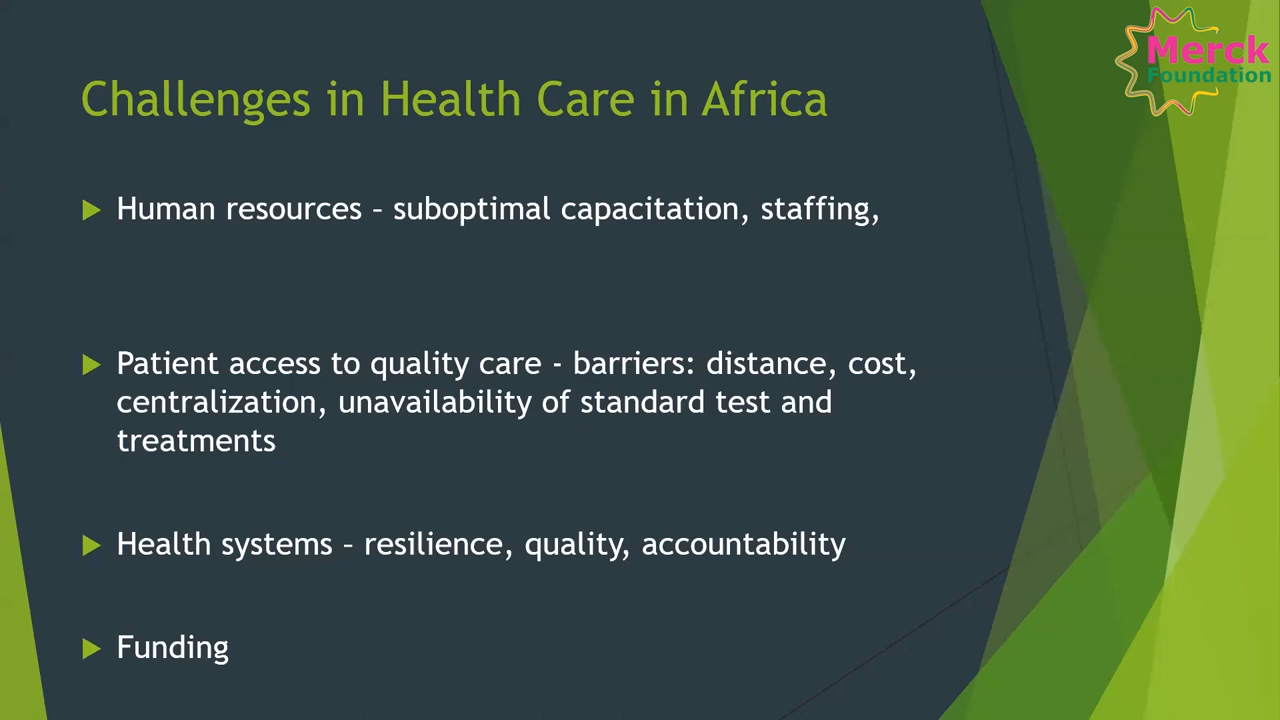 Merck
Foundation
Challenges in Health Care in Africa
Human resources – suboptimal capacitation, staffing,
Patient access to quality care - barriers: distance, cost,
centralization, unavailability of standard test and
treatments
Health systems – resilience, quality, accountability
Funding